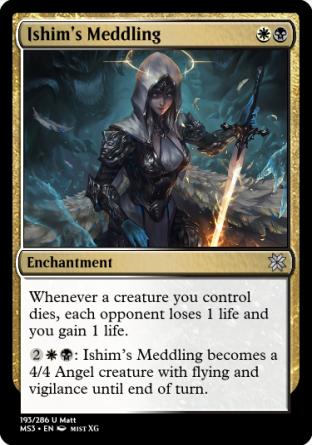 Ishim's Meddling
Enchantment
Whenever a creature you control
dies, each opponent loses 1 life and
you gain 1 life.
2: Ishim's Meddling becomes a
4/4 Angel creature with flying and
vigilance until end of turn.
193/286 U Matt
MS3 • EN MIST XG